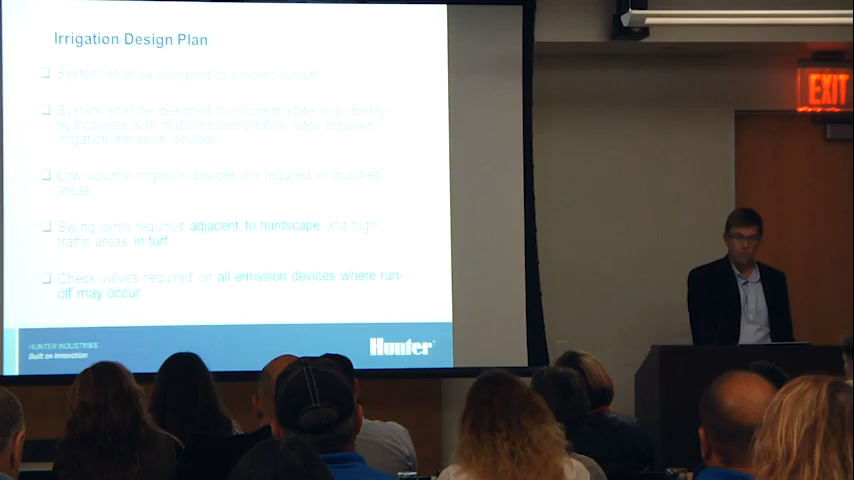 Irrigation Design Plan
System shall be designed to prevent run-off
System shall be designed to accommodate and identify
hydrozones with matched precipitation rates between
irrigation emission devices
Low volume irrigation devices are required in mulched
areas
Swing joints required adjacent to hardscape and high
traffic areas in turf
Check valves required on all emission devices where run-
off may occur
HUNTER INDUSTRIES
Built on Innovation
Hunter
EXIT